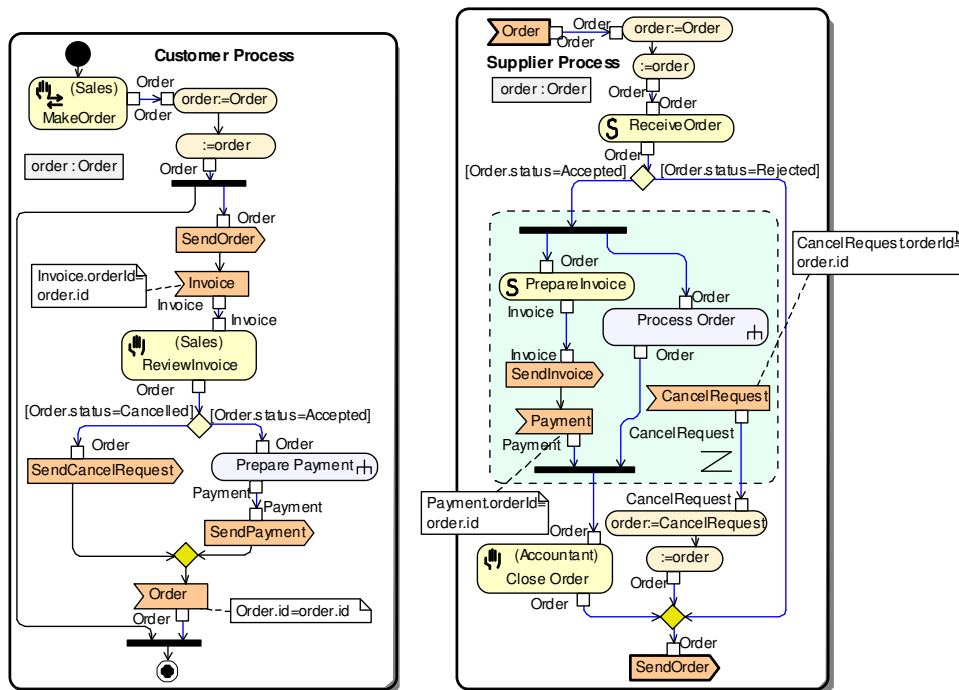 Customer Process
(Sales)
MakeOrder
Order
Order
order:=Order
:=order
order : Order
Order
Order
SendOrder
Invoice.orderId=
order.id
Invoice
Invoice
Invoice
(Sales)
ReviewInvoice
Order
[Order.status=Cancelled]
[Order.status=Accepted]
Order
Order
SendCancelRequest
Prepare Payment
Payment
Payment
SendPayment
Order
Order.id=order.id
Order
Order
Order
Order
order:=Order
Supplier Process
:=order
order : Order
Order
S
ReceiveOrder
Order
[Order.status=Accepted]
[Order.status=Rejected]
CancelRequest.orderId=
order.id
Order
S
PrepareInvoice
Order
Invoice
Process Order
Order
Invoice
SendInvoice
CancelRequest
Payment
CancelRequest
Payment
Payment.orderId=
order.id
CancelRequest
order:=CancelRequest
Order
(Accountant)
Close Order
:=order
Order
Order
Order
SendOrder